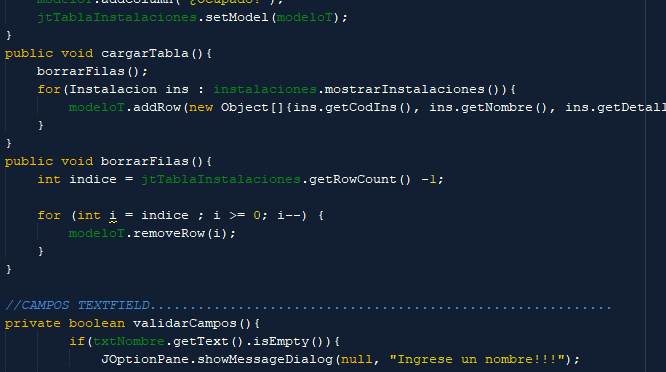 modeloT.addColumn("¿Ocupado?");
jtTablaInstalaciones.setModel(modeloT);
}
public void cargarTabla(){
borrarFilas();
for(Instalacion ins : instalaciones.mostrarInstalaciones()){
modeloT.addRow(new Object[]{ins.getCodIns(), ins.getNombre(), ins.getDetall
}
}
public void borrarFilas(){
int indice = jtTablaInstalaciones.getRowCount() -1;
for (int i = indice ; i >= 0; i--) {
modeloT.removeRow(i);
}
}
//CAMPOS TEXTFIELD..........................................................
private boolean validarCampos(){
if(txtNombre.getText().isEmpty()){
JOptionPane.showMessageDialog(null, "Ingrese un nombre!!!");